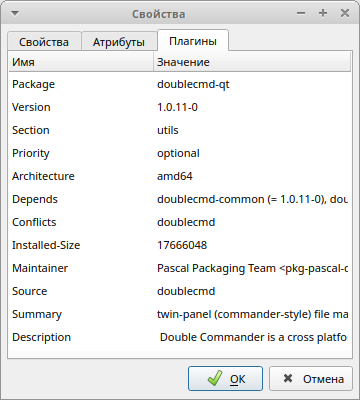 Свойства
Свойства Атрибуты Плагины
Имя Значение
Package doublecmd-qt
Version 1.0.11-0
Section utils
Priority optional
Architecture amd64
Depends doublecmd-common (= 1.0.11-0), dou
Conflicts doublecmd
Installed-Size 17666048
Maintainer Pascal Packaging Team <pkg-pascal-d
Source doublecmd
Summary twin-panel (commander-style) file ma
Description Double Commander is a cross platfo
OK Отмена